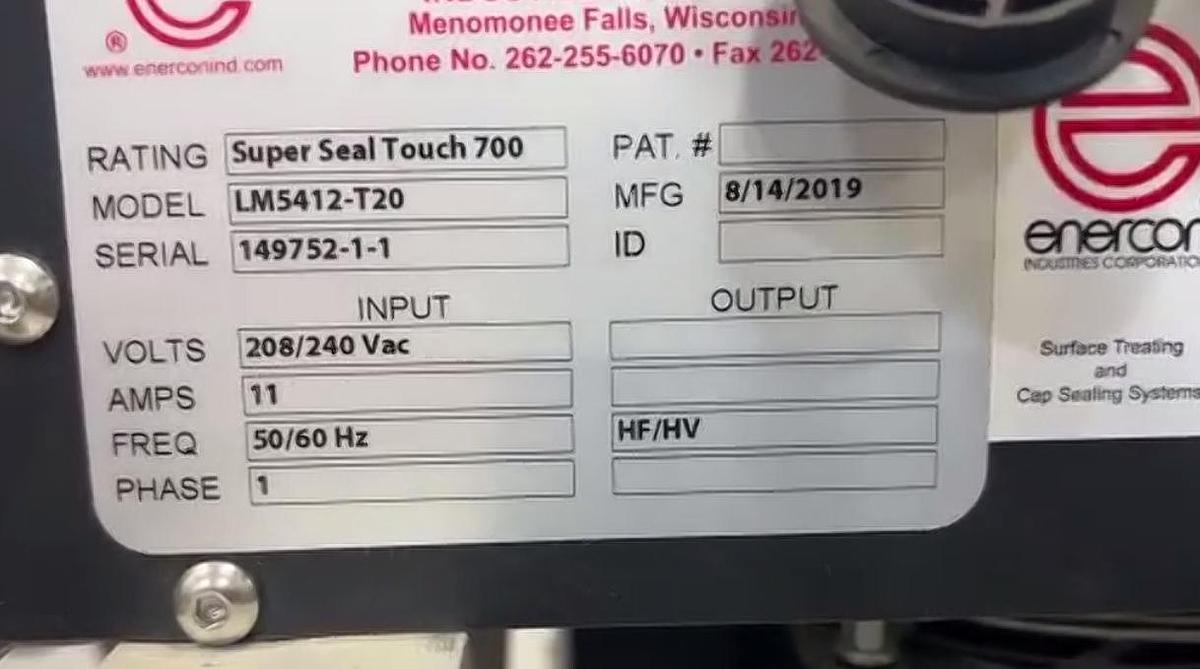 Menomonee Falls, Wisconsin
®
www.enerconind.com
Phone No. 262-255-6070 • Fax 262-
RATING Super Seal Touch 700
PAT. #
MODEL LM5412-T20
MFG 8/14/2019
SERIAL 149752-1-1
ID
INPUT
OUTPUT
VOLTS 208/240 Vac
AMPS 11
FREQ 50/60 Hz
HF/HV
PHASE 1
enercon
INDUSTRIES CORPORATION
Surface Treating
and
Cap Sealing Systems